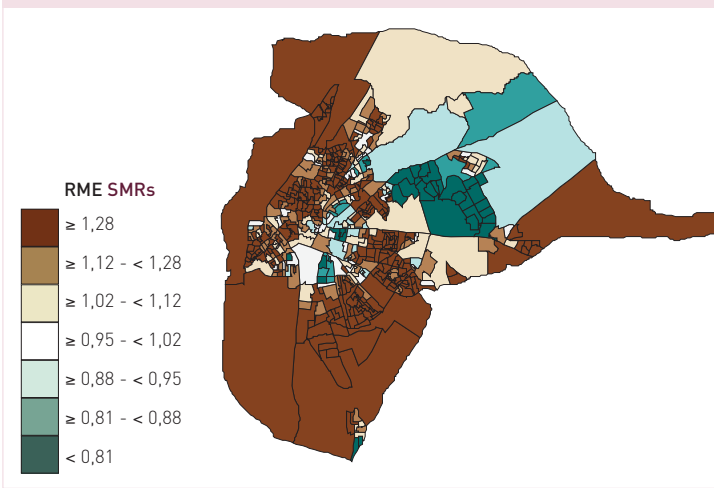 RME SMRs
≥ 1,28
≥ 1,12 - < 1,28
≥ 1,02 - < 1,12
≥ 0,95 - < 1,02
≥ 0,88 - < 0,95
≥ 0,81 - < 0,88
< 0,81